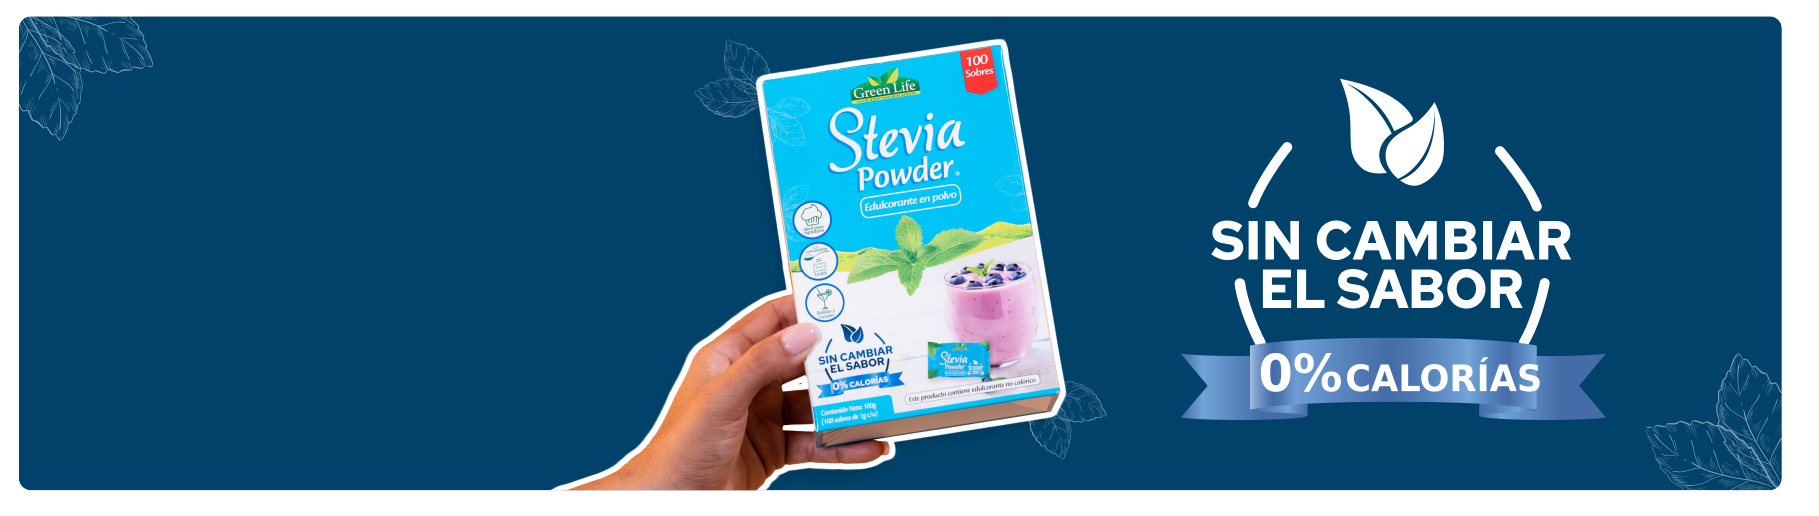 100
Sobres
Green Life
Stevia
Powder®
Edulcorante en polvo
SIN CAMBIAR
EL SABOR
0% CALORÍAS
Stevia
Powder
Este producto contiene edulcorante no calórico
Contenido Neto: 100g
(100 sobres de 1g c/u)
SIN CAMBIAR
EL SABOR
0% CALORÍAS